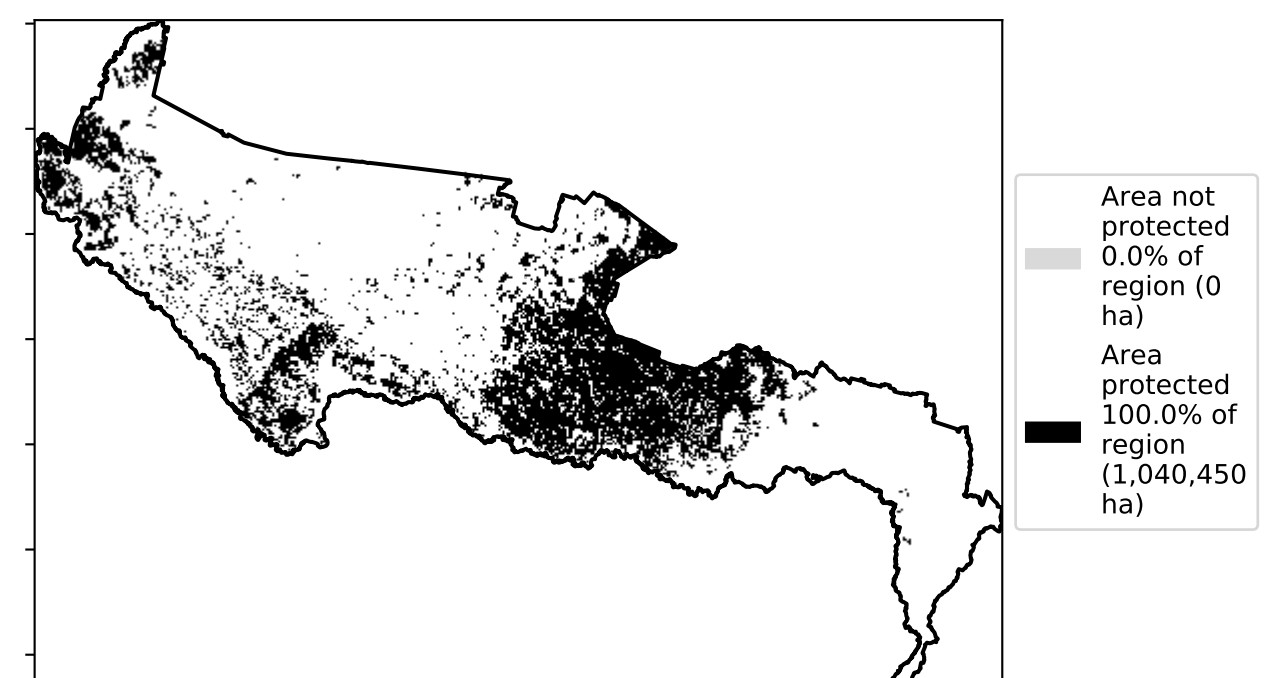 Area not
protected
0.0% of
region (0
ha)
Area
protected
100.0% of
region
(1,040,450
ha)